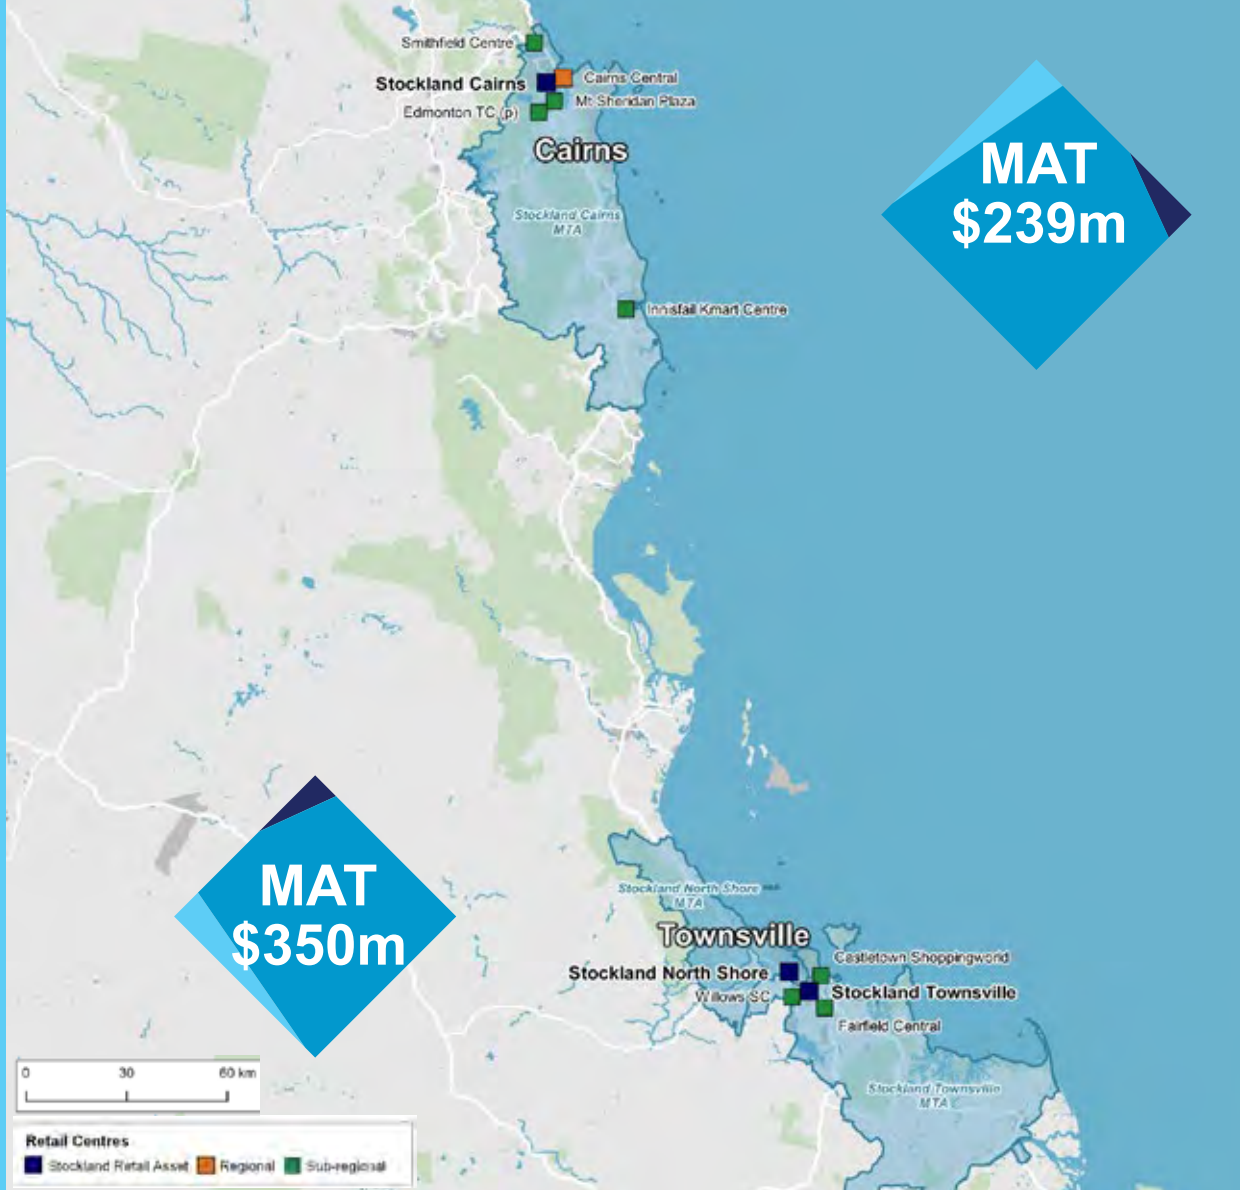 Smithfield Centre
Stockland Cairns
Cairns Central
Mt Sheridan Plaza
Edmonton TC (p)
Cairns
MAT
$239m
Stockland Cairns
MTA
Innisfail Kmart Centre
MAT
$350m
Stockland North Shore
MTA
Townsville
Castletown Shoppingworld
Stockland North Shore
Willows SC
Stockland Townsville
Fairfield Central
Stockland Townsville
MTA
0 30 60 km
Retail Centres
Stockland Retail Asset Regional Sub-regional